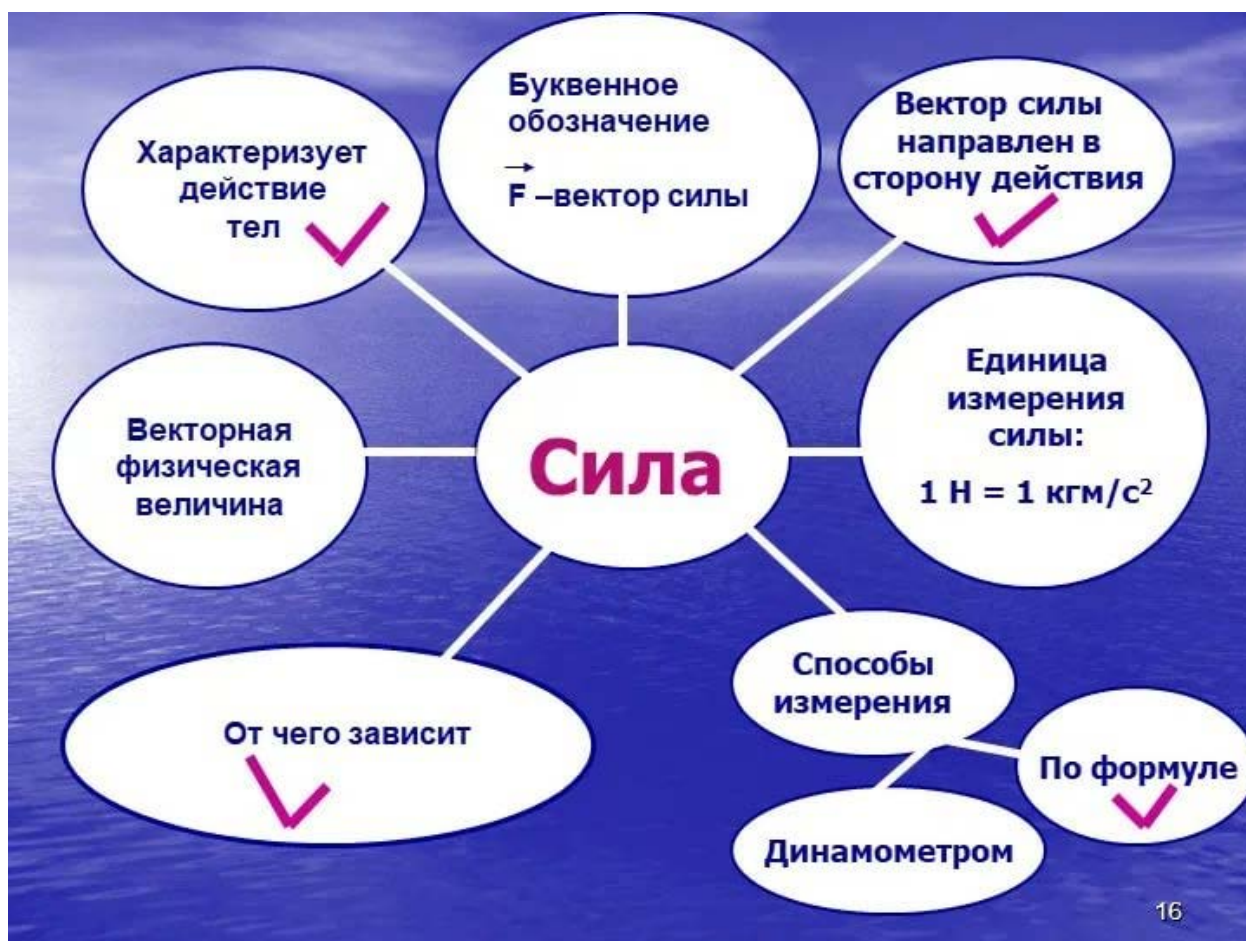 Характеризует
действие
тел
Буквенное
обозначение
F –вектор силы
Вектор силы
направлен в
сторону действия
Векторная
физическая
величина
Сила
Единица
измерения
силы:
1 Н = 1 кгм/с²
От чего зависит
Способы
измерения
По формуле
Динамометром
16